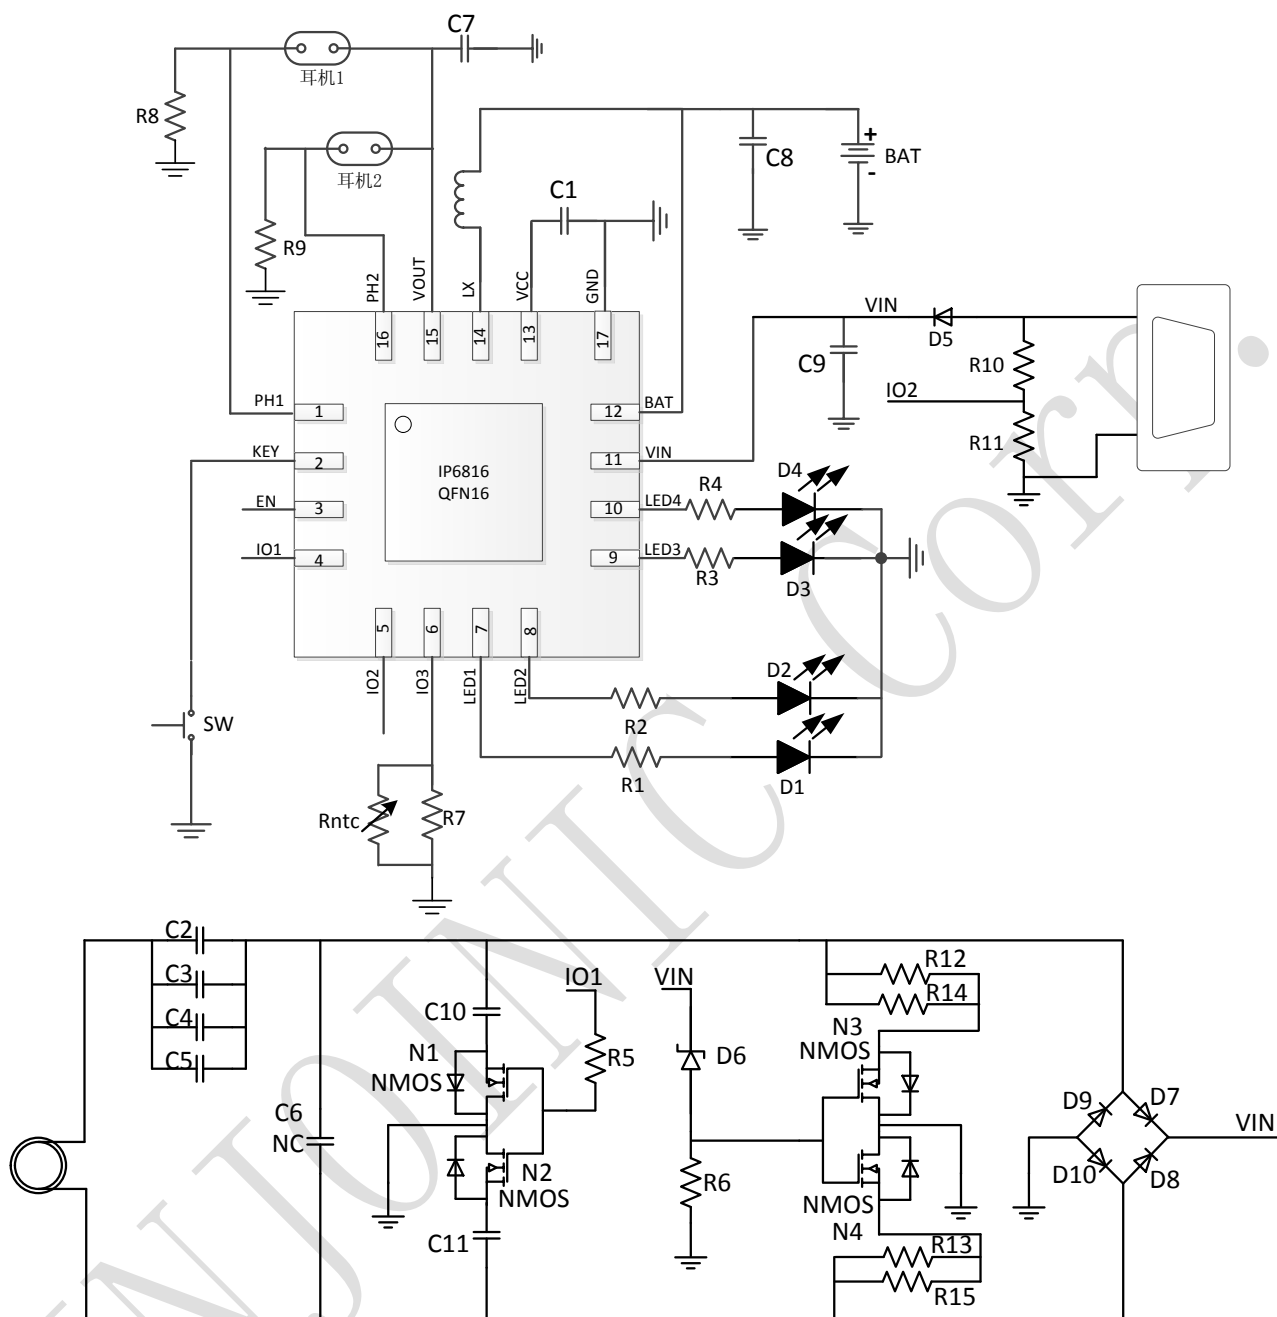 C7
耳机1
R8
耳机2
C8
+
BAT
-
C1
R9
PH2
VOUT
LX
VCC
GND
16
15
14
13
17
VIN
D5
C9
R10
IO2
R11
PH1
1
12
BAT
KEY
2
11
VIN
IP6816
QFN16
EN
3
10
LED4
R4
D4
IO1
4
9
LED3
R3
D3
5
6
7
8
IO2
IO3
LED1
LED2
D2
R2
SW
R1
D1
Rntc
R7
C2
C3
C4
C5
IO1
VIN
R12
R14
C10
N3
NMOS
N1
NMOS
R5
D6
C6
NC
D9
D7
VIN
N2
NMOS
R6
D10
D8
NMOS
N4
C11
R13
R15
INJOINIC Corp.